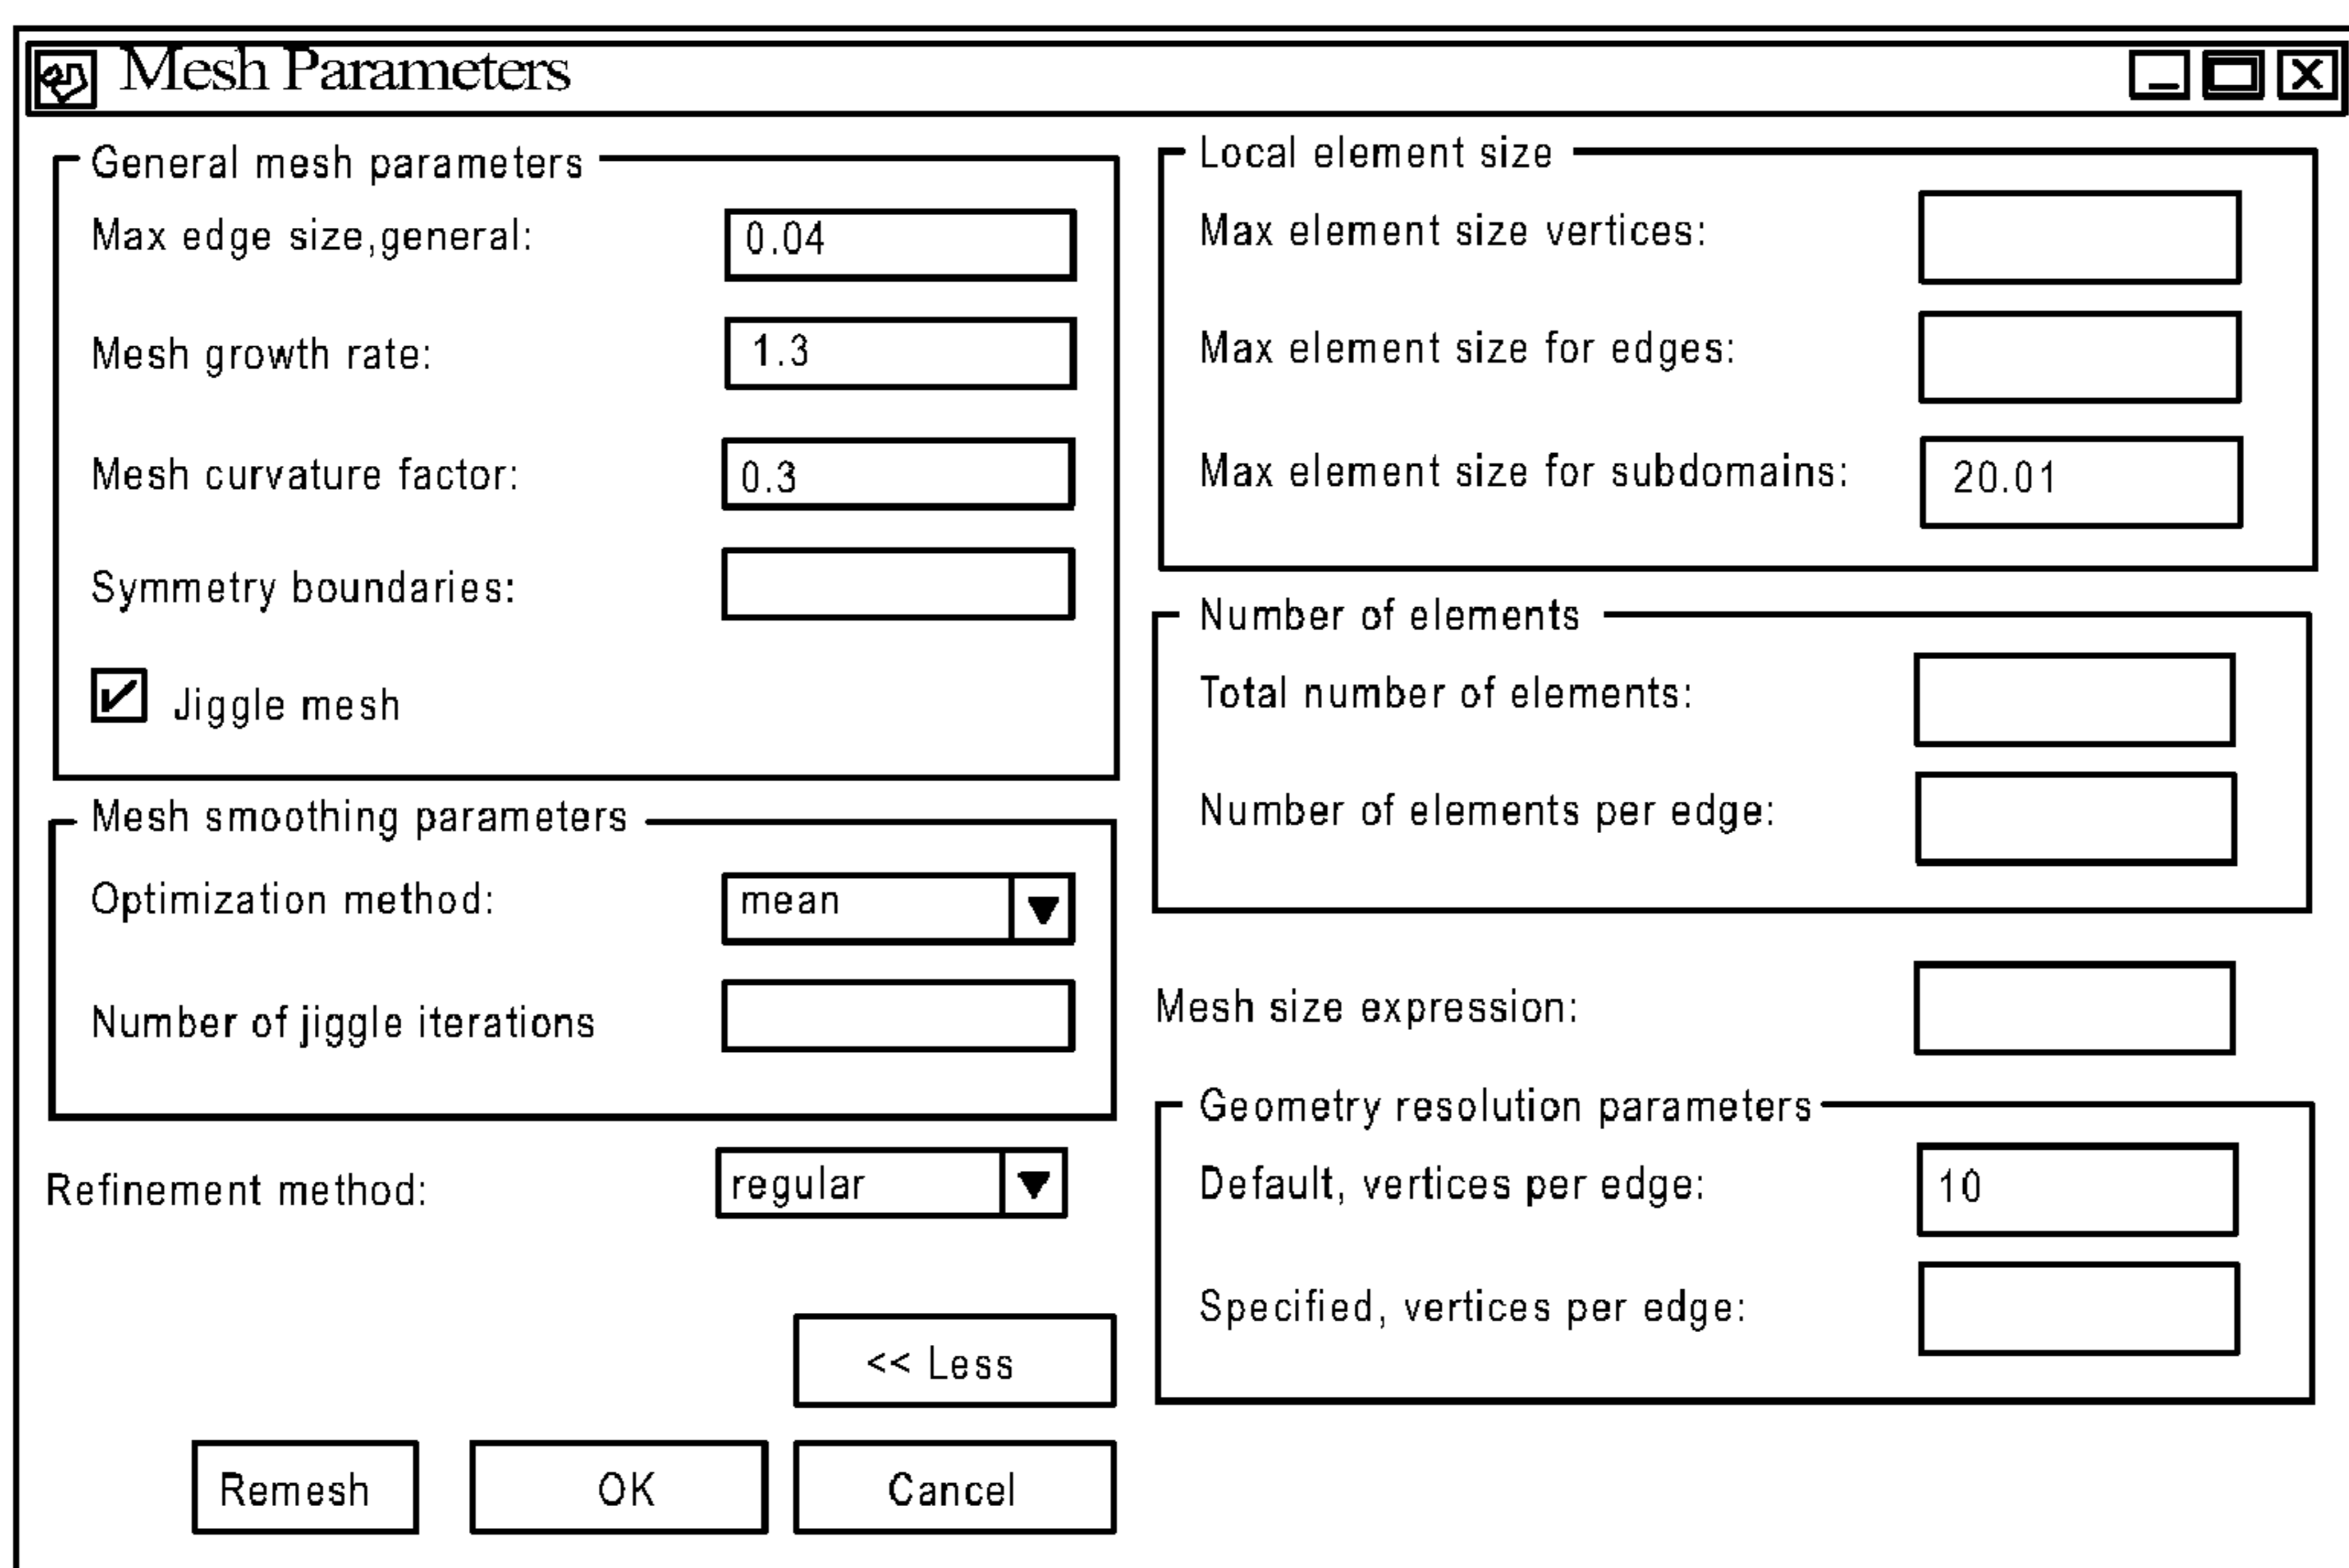 Mesh Parameters
General mesh parameters
Max edge size,general: 0.04
Mesh growth rate: 1.3
Mesh curvature factor: 0.3
Symmetry boundaries:
Jiggle mesh
Mesh smoothing parameters
Optimization method: mean
Number of jiggle iterations
Refinement method: regular
<< Less
Remesh OK Cancel
Local element size
Max element size vertices:
Max element size for edges:
Max element size for subdomains: 20.01
Number of elements
Total number of elements:
Number of elements per edge:
Mesh size expression:
Geometry resolution parameters
Default, vertices per edge: 10
Specified, vertices per edge: